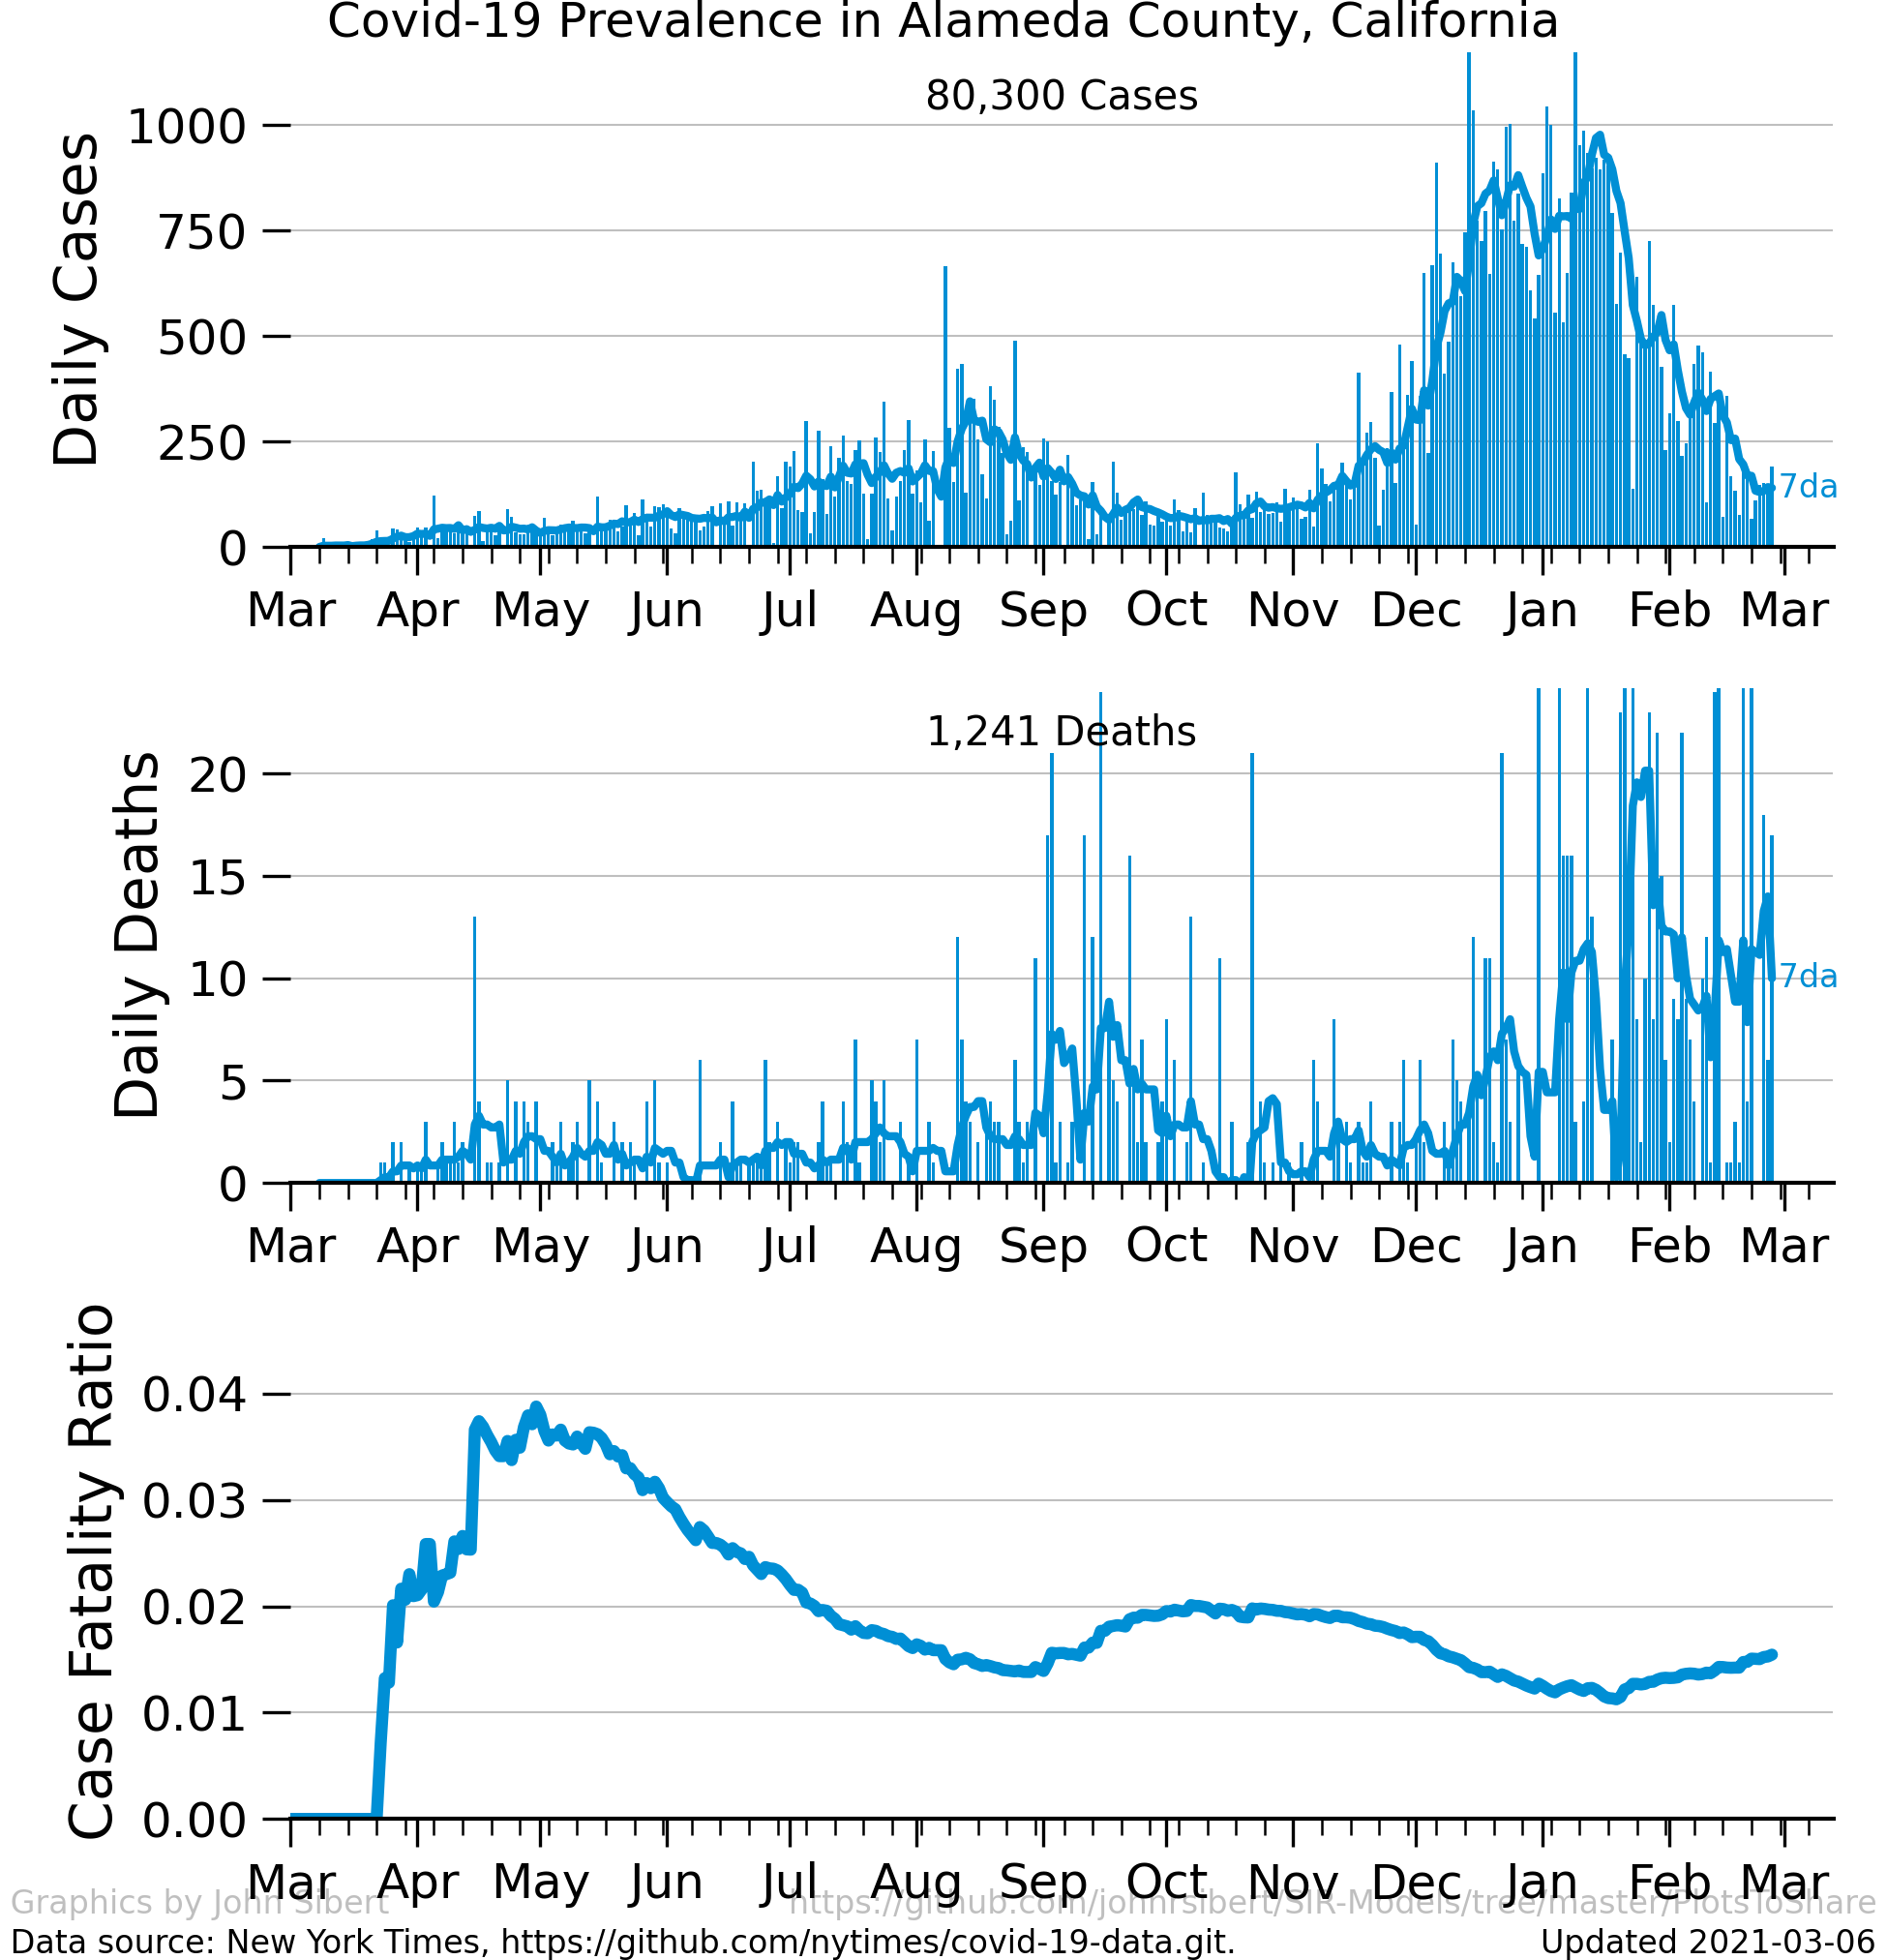 Covid-19 Prevalence in Alameda County, California
80,300 Cases
Daily Cases
1000
750
500
250
0
7da
Mar Apr May Jun Jul Aug Sep Oct Nov Dec Jan Feb Mar
1,241 Deaths
Daily Deaths
20
15
10
5
0
7da
Mar Apr May Jun Jul Aug Sep Oct Nov Dec Jan Feb Mar
Case Fatality Ratio
0.04
0.03
0.02
0.01
0.00
Mar Apr May Jun Jul Aug Sep Oct Nov Dec Jan Feb Mar
Graphics by John Sibert https://github.com/johnrsibert/SIR-Models/tree/master/PlotsToShare
Data source: New York Times, https://github.com/nytimes/covid-19-data.git. Updated 2021-03-06